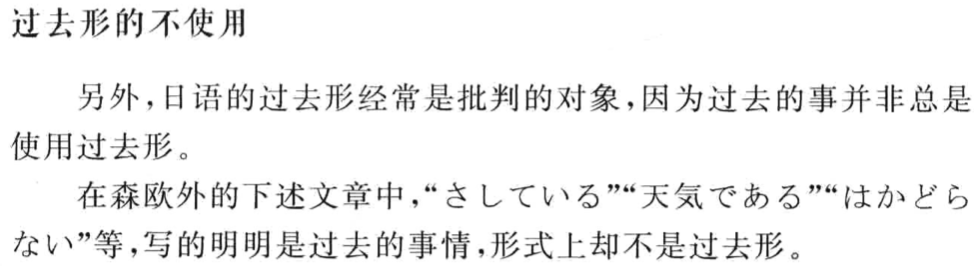 过去形的不使用
另外，日语的过去形经常是批判的对象，因为过去的事并非总是
使用过去形。
在森欧外的下述文章中，“さしている”“天気である”“はかどら
ない”等，写的明明是过去的事情，形式上却不是过去形。